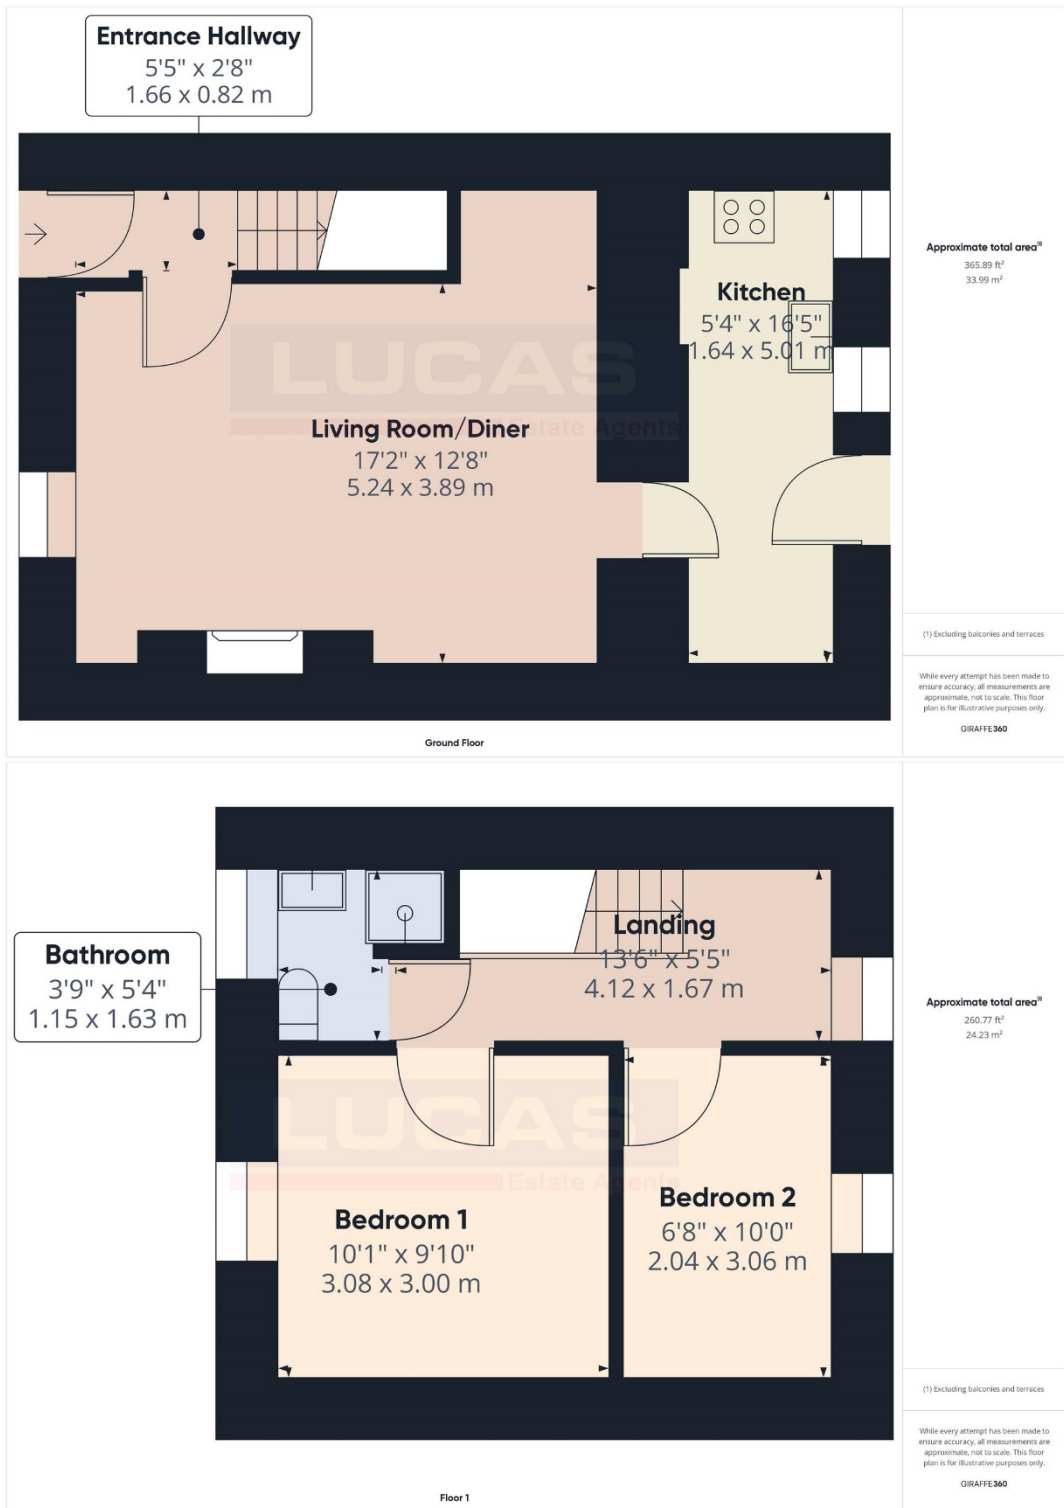 Entrance Hallway
5'5" x 2'8"
1.66 x 0.82 m
Approximate total area⁽¹⁾
365.89 ft²
33.99 m²
Kitchen
5'4" x 16'5"
1.64 x 5.01 m
LUCAS
Estate Agents
Living Room/Diner
17'2" x 12'8"
5.24 x 3.89 m
(1) Excluding balconies and terraces
While every attempt has been made to
ensure accuracy, all measurements are
approximate, not to scale. This floor
plan is for illustrative purposes only.
GIRAFFE360
Ground Floor
Landing
13'6" x 5'5"
4.12 x 1.67 m
Bathroom
3'9" x 5'4"
1.15 x 1.63 m
Approximate total area⁽¹⁾
260.77 ft²
24.23 m²
LUCAS
Estate Agents
Bedroom 1
10'1" x 9'10"
3.08 x 3.00 m
Bedroom 2
6'8" x 10'0"
2.04 x 3.06 m
(1) Excluding balconies and terraces
While every attempt has been made to
ensure accuracy, all measurements are
approximate, not to scale. This floor
plan is for illustrative purposes only.
GIRAFFE360
Floor 1